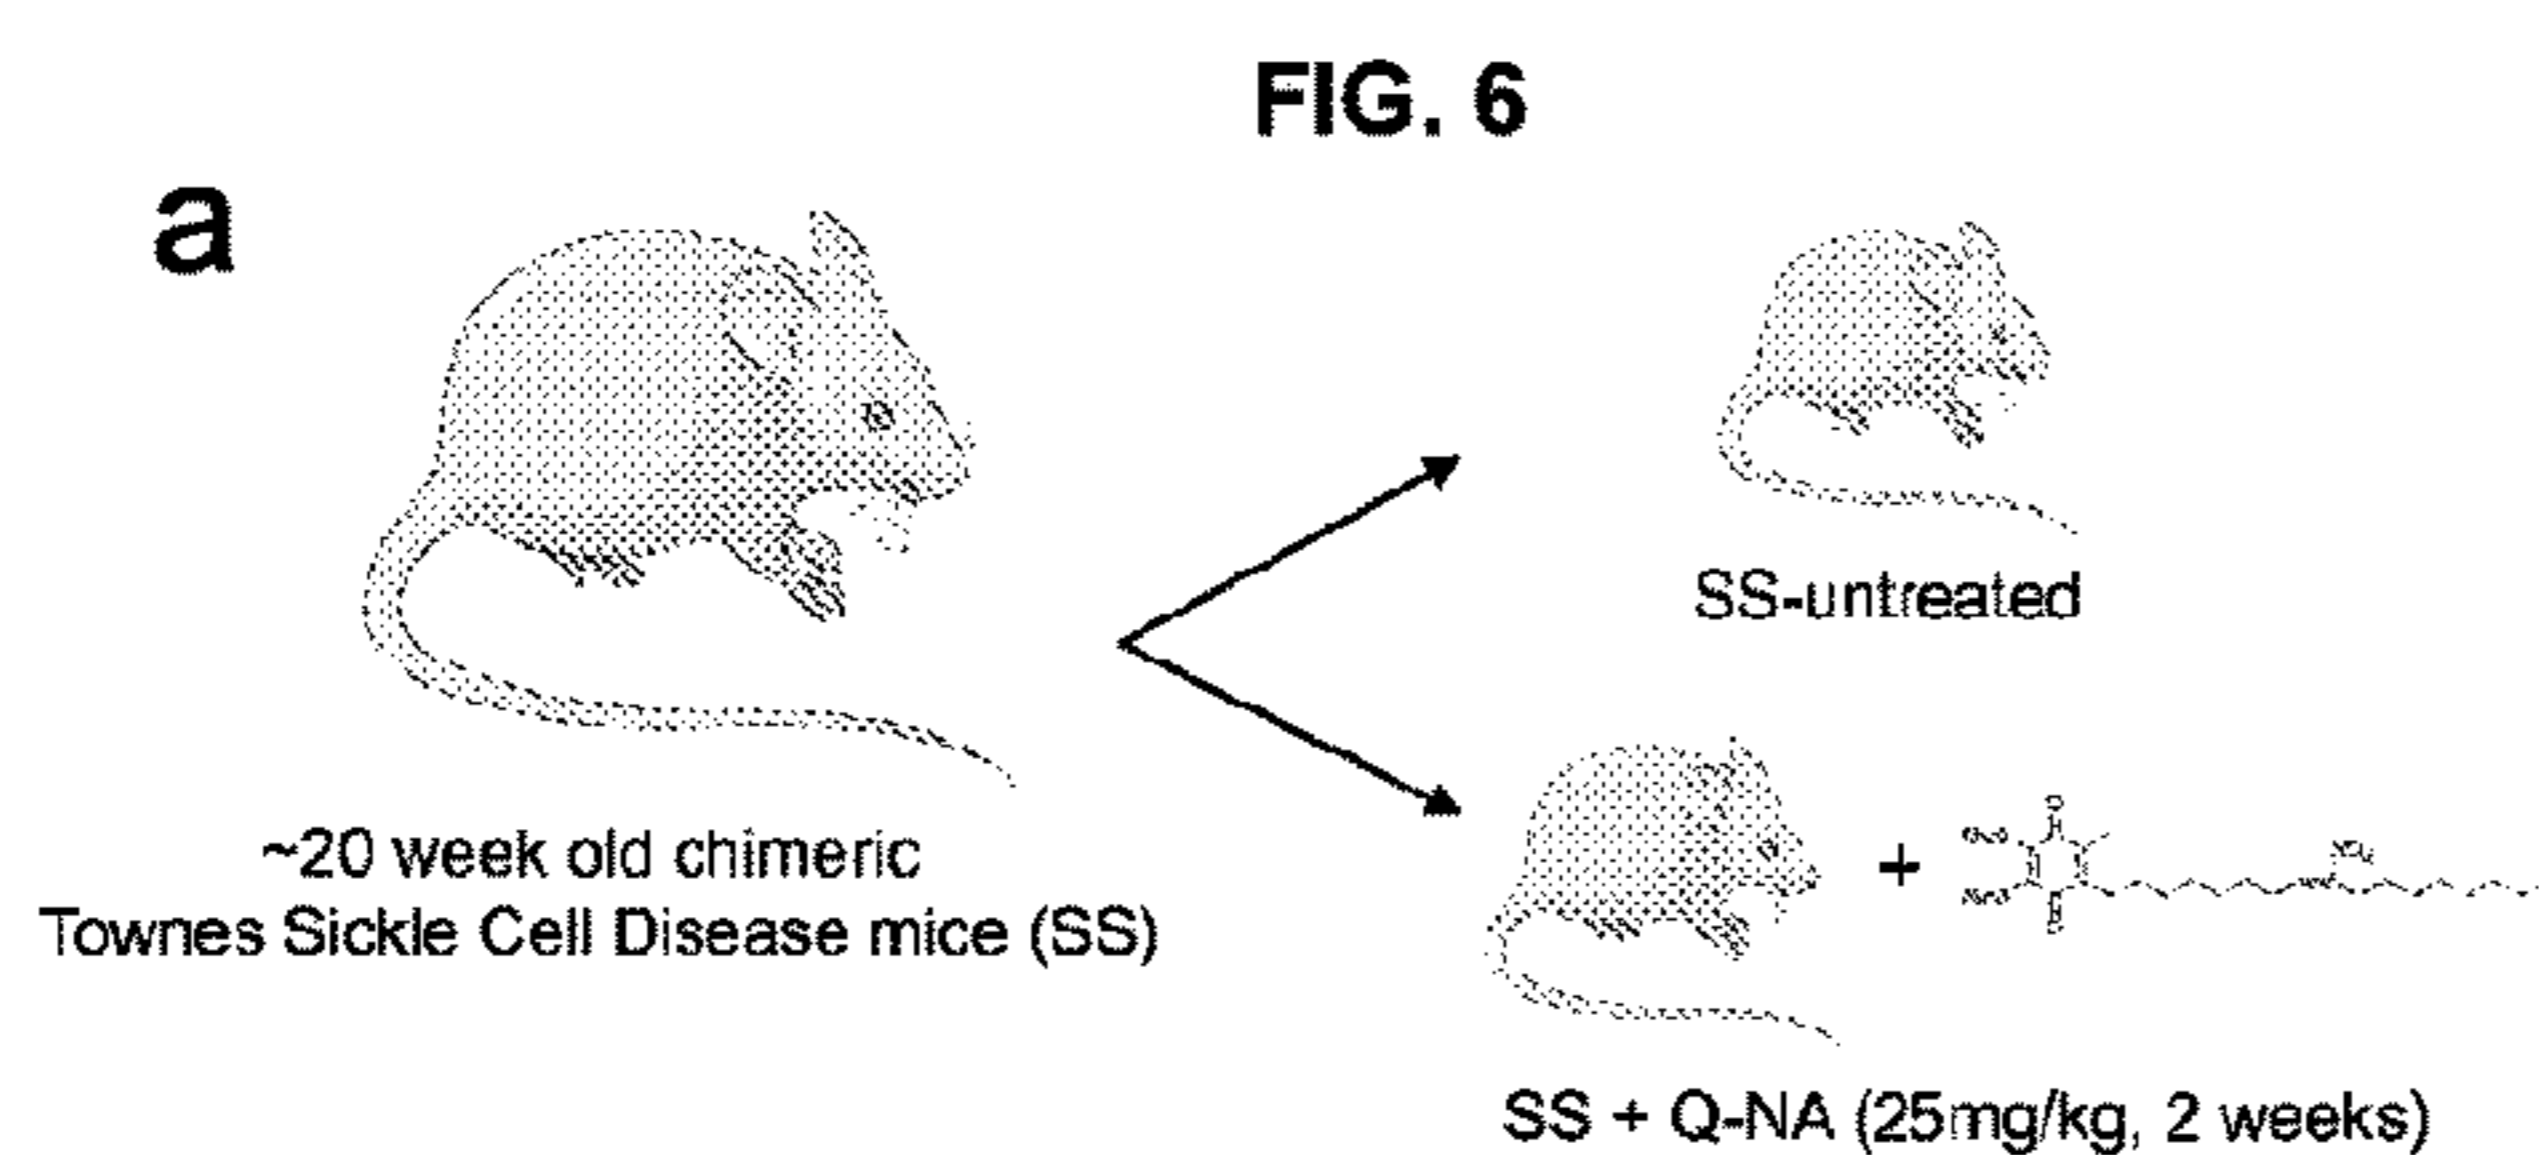 FIG. 6
a
SS-untreated
~20 week old chimeric
Townes Sickle Cell Disease mice (SS)
+
SS + Q-NA (25mg/kg, 2 weeks)